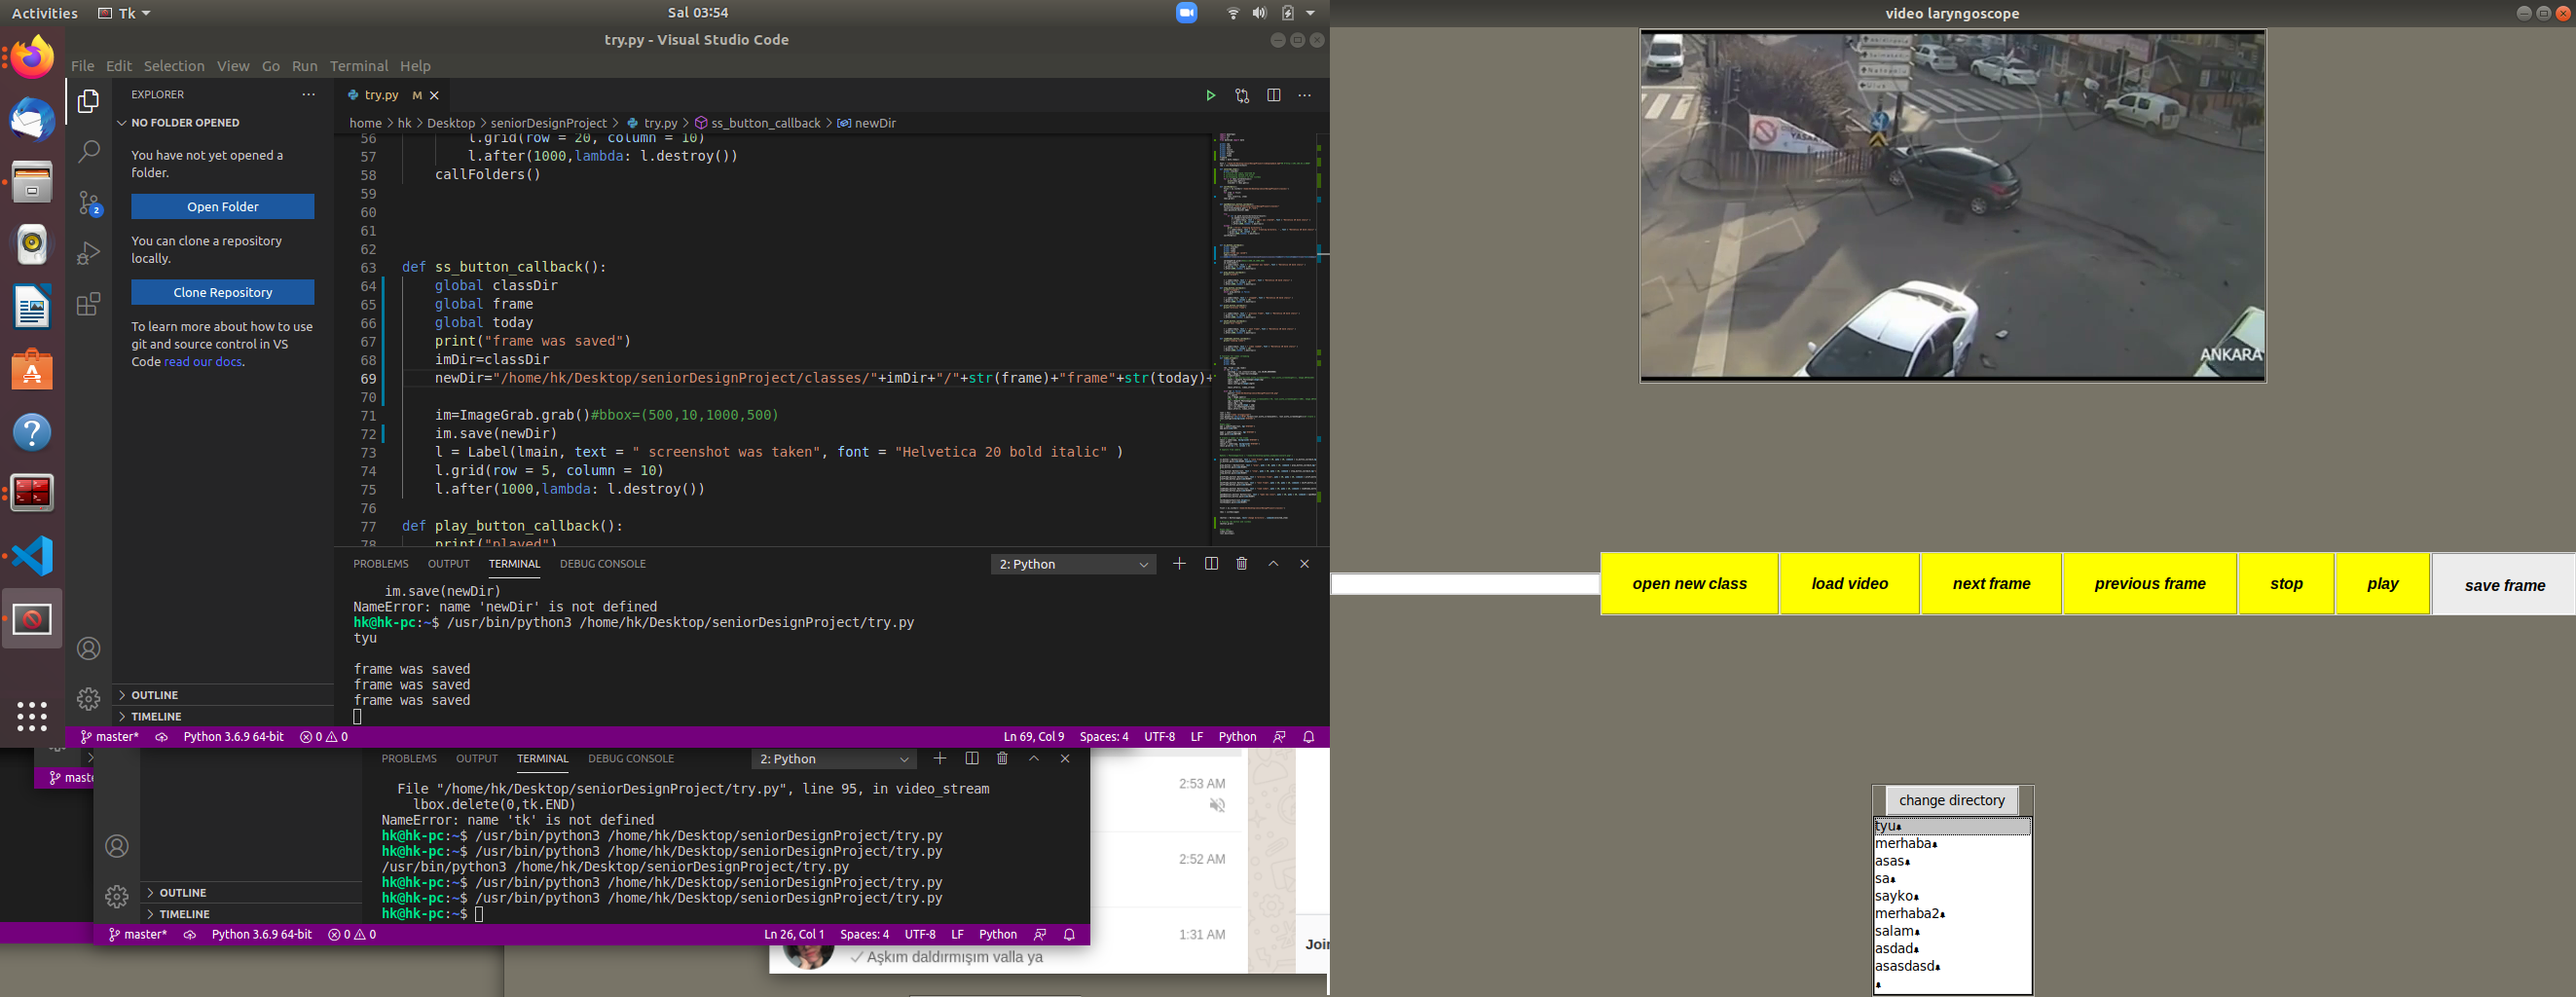 Activities
Tk
Sal 03:54
try.py - Visual Studio Code
File Edit Selection View Go Run Terminal Help
EXPLORER
NO FOLDER OPENED
You have not yet opened a
folder.
Open Folder
You can clone a repository
locally.
Clone Repository
To learn more about how to use
git and source control in VS
Code read our docs.
2
OUTLINE
TIMELINE
try.py M
home > hk > Desktop > seniorDesignProject > try.py > ss_button_callback > newDir
56 l.grid(row = 20, column = 10)
57 l.after(1000,lambda: l.destroy())
58 callFolders()
59
60
61
62
63 def ss_button_callback():
64 global classDir
65 global frame
66 global today
67 print("frame was saved")
68 imDir=classDir
69 newDir="/home/hk/Desktop/seniorDesignProject/classes/"+imDir+"/"+str(frame)+"frame"+str(today)+
70
71 im=ImageGrab.grab()#bbox=(500,10,1000,500)
72 im.save(newDir)
73 l = Label(lmain, text = " screenshot was taken", font = "Helvetica 20 bold italic" )
74 l.grid(row = 5, column = 10)
75 l.after(1000,lambda: l.destroy())
76
77 def play_button_callback():
78 print("played")
PROBLEMS OUTPUT TERMINAL DEBUG CONSOLE 2: Python
im.save(newDir)
NameError: name 'newDir' is not defined
hk@hk-pc:~$ /usr/bin/python3 /home/hk/Desktop/seniorDesignProject/try.py
tyu
frame was saved
frame was saved
frame was saved
master* Python 3.6.9 64-bit 0 0 Ln 69, Col 9 Spaces: 4 UTF-8 LF Python
PROBLEMS OUTPUT TERMINAL DEBUG CONSOLE 2: Python
File "/home/hk/Desktop/seniorDesignProject/try.py", line 95, in video_stream
lbox.delete(0,tk.END)
NameError: name 'tk' is not defined
hk@hk-pc:~$ /usr/bin/python3 /home/hk/Desktop/seniorDesignProject/try.py
hk@hk-pc:~$ /usr/bin/python3 /home/hk/Desktop/seniorDesignProject/try.py
/usr/bin/python3 /home/hk/Desktop/seniorDesignProject/try.py
hk@hk-pc:~$ /usr/bin/python3 /home/hk/Desktop/seniorDesignProject/try.py
hk@hk-pc:~$ /usr/bin/python3 /home/hk/Desktop/seniorDesignProject/try.py
hk@hk-pc:~$
OUTLINE
TIMELINE
mast
master* Python 3.6.9 64-bit 0 0 Ln 26, Col 1 Spaces: 4 UTF-8 LF Python
2:53 AM
2:52 AM
1:31 AM
Aşkım daldırmışım valla ya
Join
video laryngoscope
ANKARA
open new class
load video
next frame
previous frame
stop
play
save frame
change directory
tyu
merhaba
asas
sa
sayko
merhaba2
salam
asdad
asasdasd